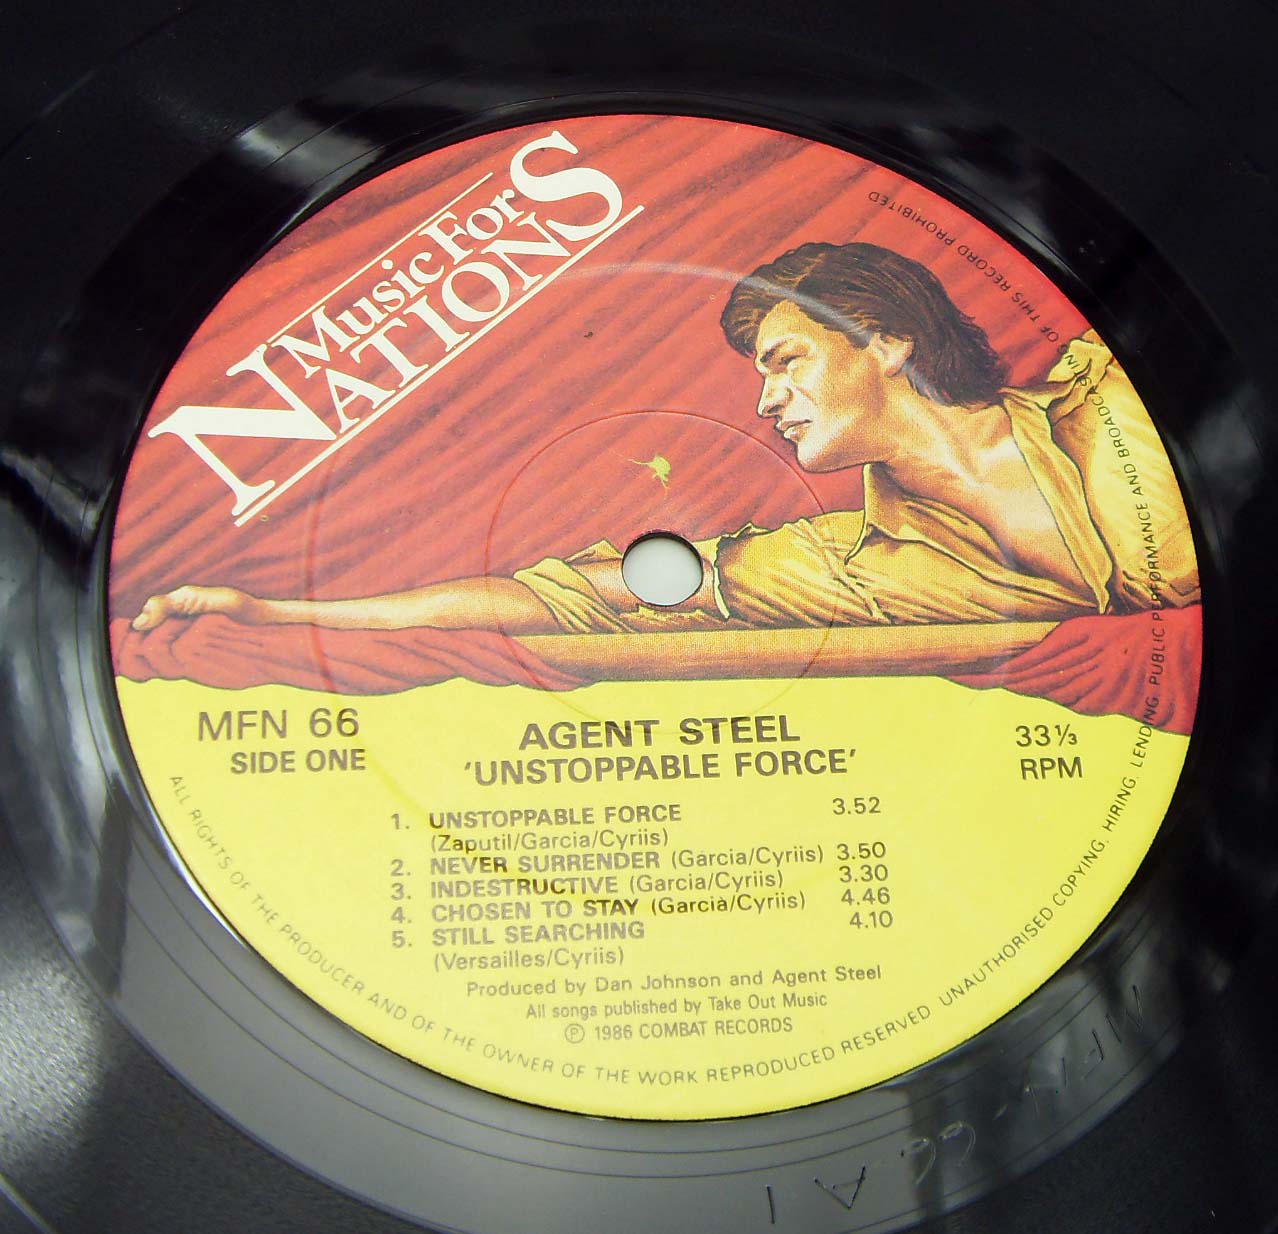 Music For
NATIONS
MFN 66
SIDE ONE
AGENT STEEL
'UNSTOPPABLE FORCE'
33⅓
RPM
1. UNSTOPPABLE FORCE 3.52
(Zaputil/Garcia/Cyriis)
2. NEVER SURRENDER (Garcia/Cyriis) 3.50
3. INDESTRUCTIVE (Garcia/Cyriis) 3.30
4. CHOSEN TO STAY (Garcia/Cyriis) 4.46
5. STILL SEARCHING 4.10
(Versailles/Cyriis)
Produced by Dan Johnson and Agent Steel
All songs published by Take Out Music
℗ 1986 COMBAT RECORDS
ALL RIGHTS OF THE PRODUCER AND OF THE OWNER OF THE WORK REPRODUCED RESERVED UNAUTHORISED COPYING, HIRING, LENDING, PUBLIC PERFORMANCE AND BROADCASTING OF THIS RECORD PROHIBITED
MFN·66·A1